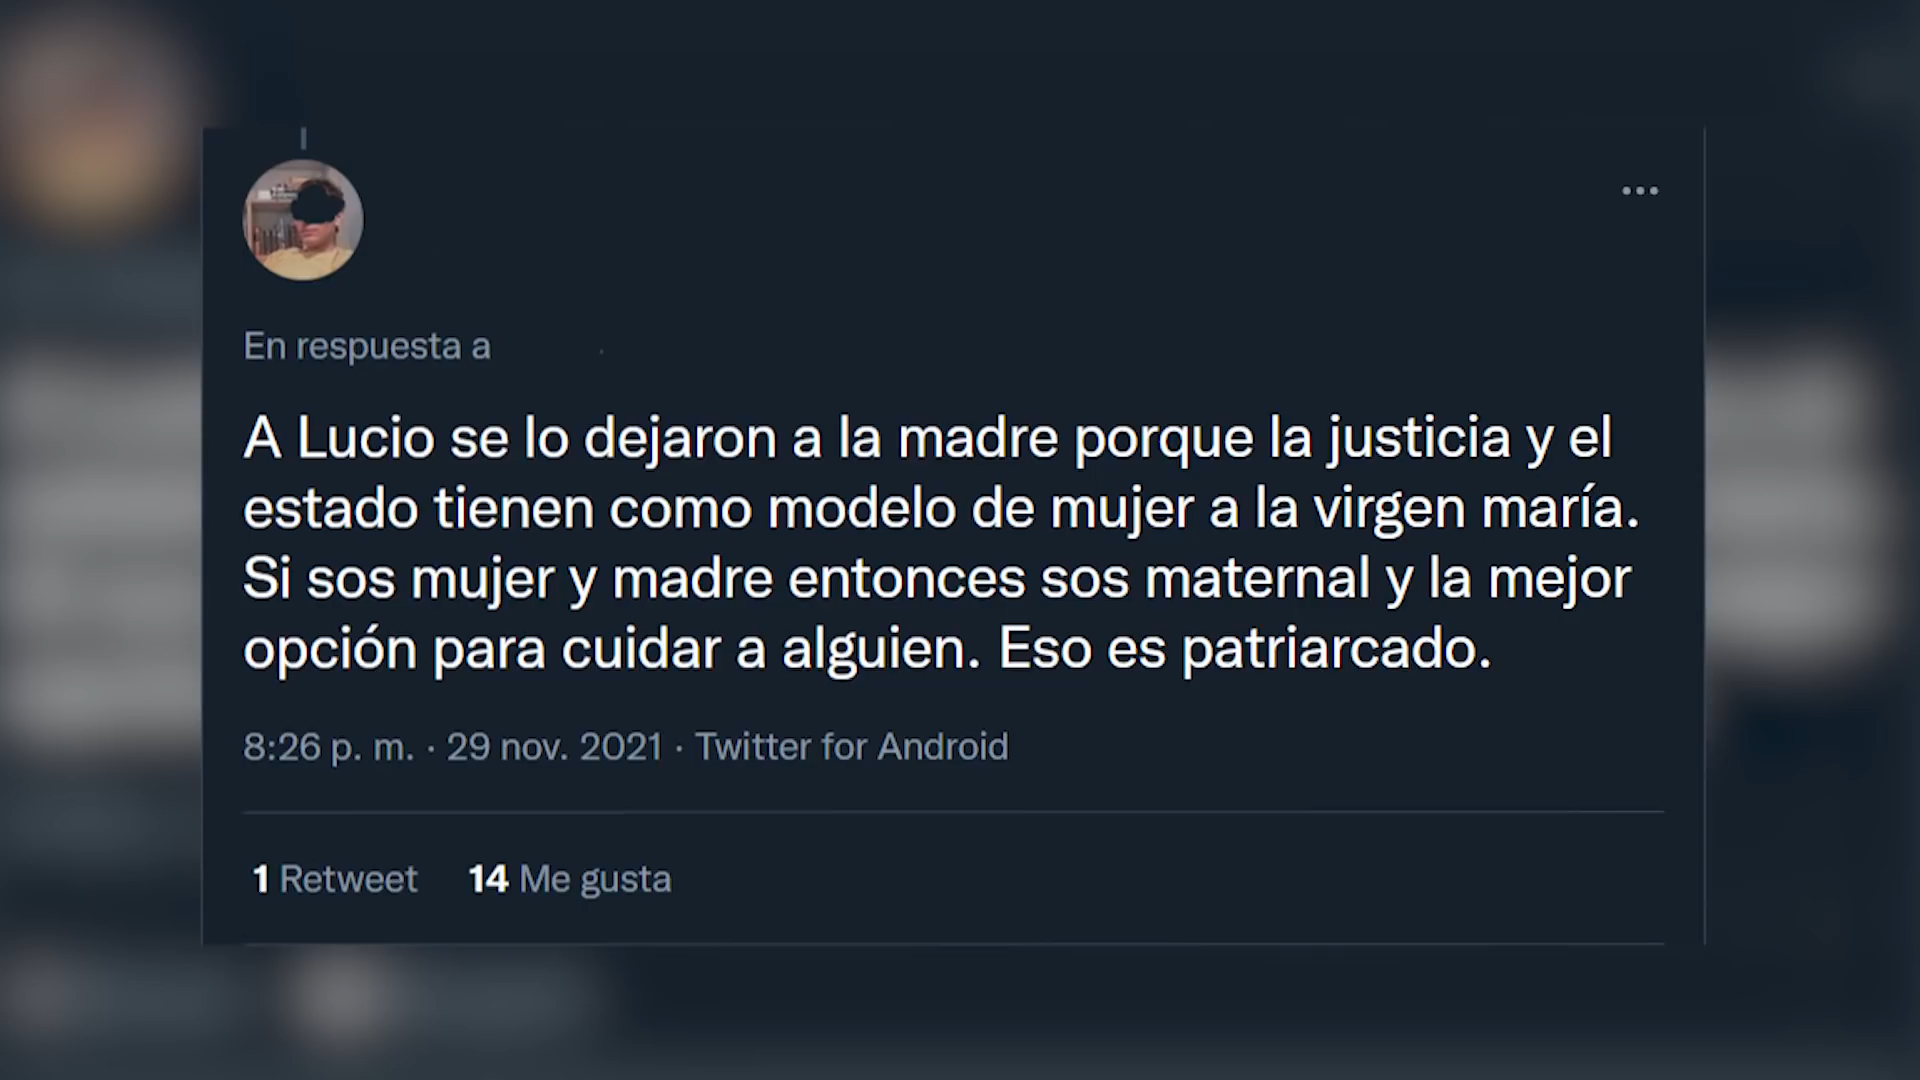 En respuesta a
A Lucio se lo dejaron a la madre porque la justicia y el
estado tienen como modelo de mujer a la virgen maría.
Si sos mujer y madre entonces sos maternal y la mejor
opción para cuidar a alguien. Eso es patriarcado.
8:26 p. m. · 29 nov. 2021 · Twitter for Android
1 Retweet 14 Me gusta